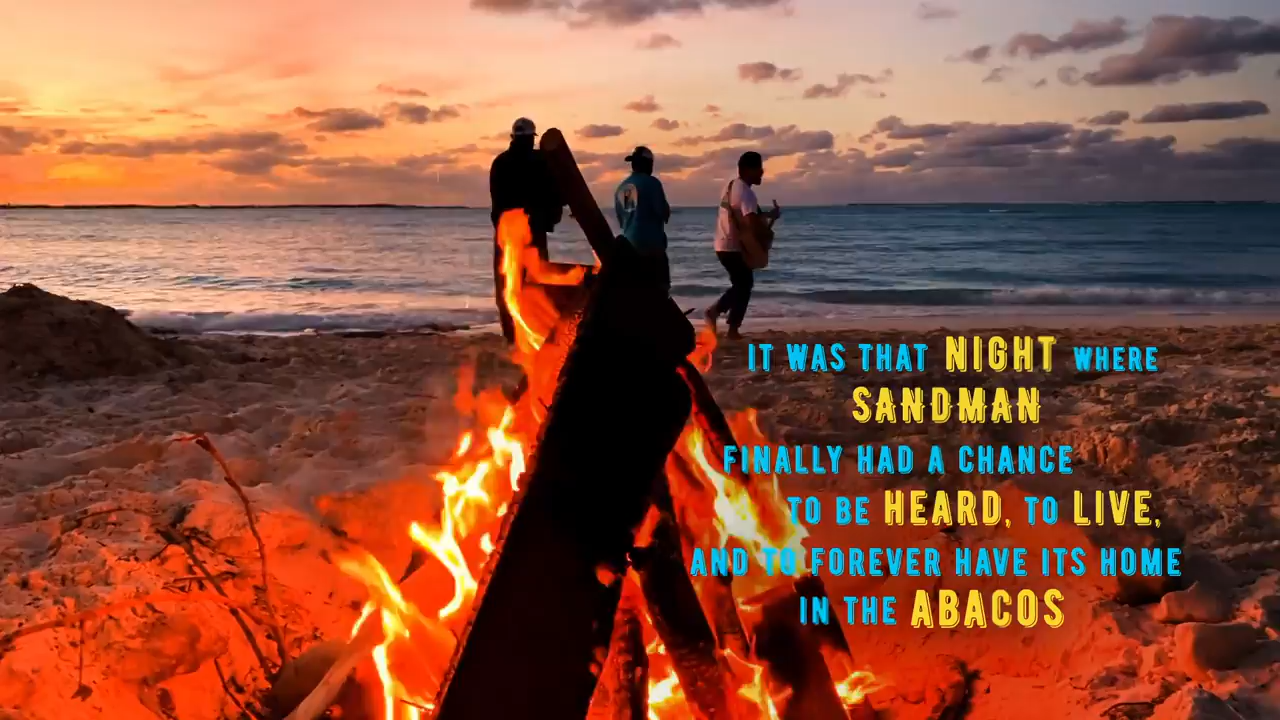 IT WAS THAT NIGHT WHERE
SANDMAN
FINALLY HAD A CHANCE
TO BE HEARD, TO LIVE,
AND TO FOREVER HAVE ITS HOME
IN THE ABACOS